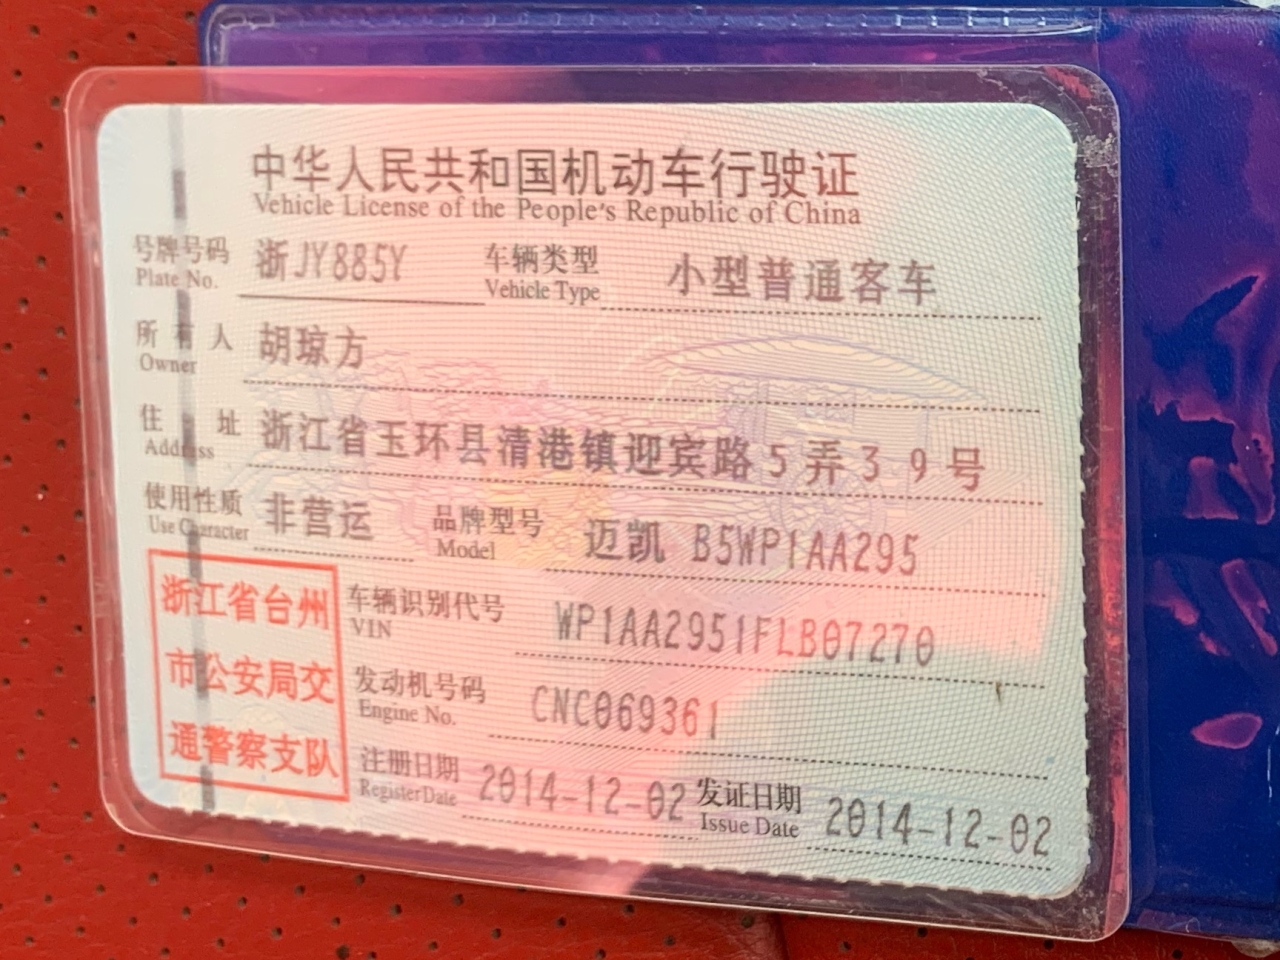 中华人民共和国机动车行驶证
Vehicle License of the People's Republic of China
号牌号码 浙JY885Y 车辆类型 小型普通客车
Plate No. Vehicle Type
所有人 胡琼方
Owner
住址 浙江省玉环县清港镇迎宾路5弄39号
Address
使用性质 非营运 品牌型号 迈凯 B5WP1AA295
Use Character Model
浙江省台州
市公安局交
通警察支队
车辆识别代号 WP1AA2951FLB07270
VIN
发动机号码 CNC069361
Engine No.
注册日期 2014-12-02 发证日期 2014-12-02
Register Date Issue Date